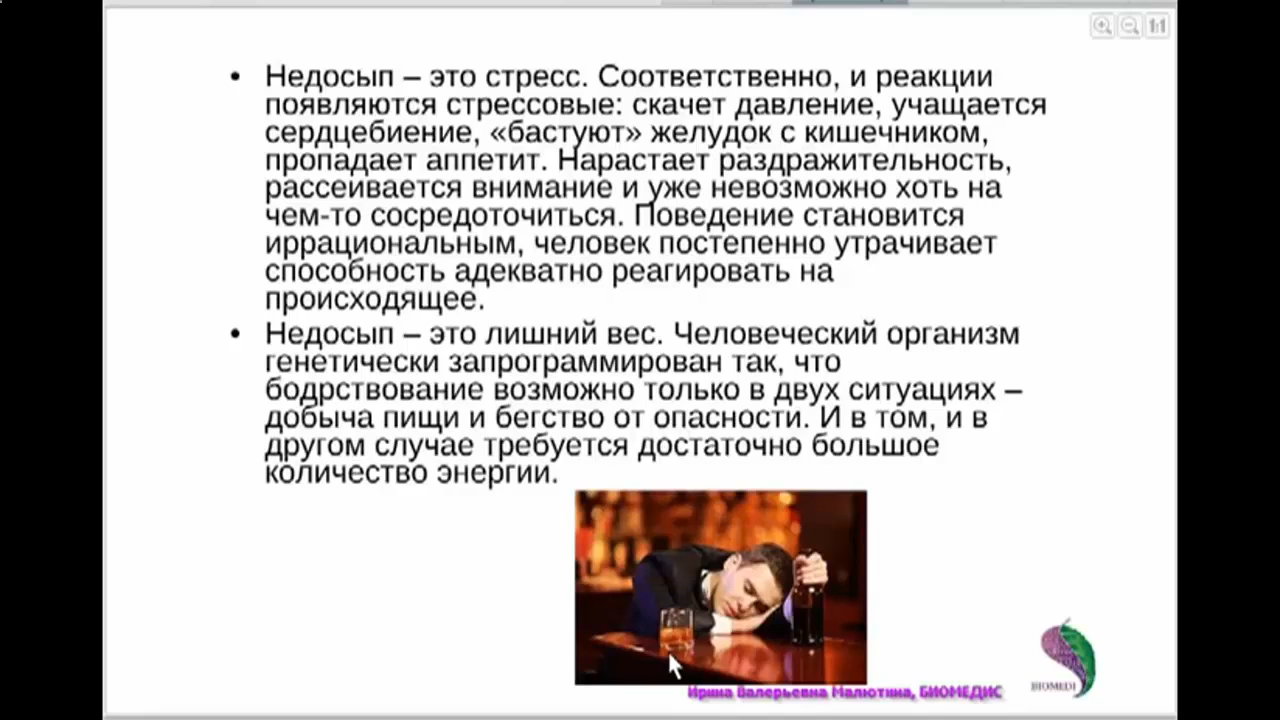 • Недосып – это стресс. Соответственно, и реакции
появляются стрессовые: скачет давление, учащается
сердцебиение, «бастуют» желудок с кишечником,
пропадает аппетит. Нарастает раздражительность,
рассеивается внимание и уже невозможно хоть на
чем-то сосредоточиться. Поведение становится
иррациональным, человек постепенно утрачивает
способность адекватно реагировать на
происходящее.
• Недосып – это лишний вес. Человеческий организм
генетически запрограммирован так, что
бодрствование возможно только в двух ситуациях –
добыча пищи и бегство от опасности. И в том, и в
другом случае требуется достаточно большое
количество энергии.
Ирина Валерьевна Малютина, БИОМЕДИС
BIOMEDI
1:1